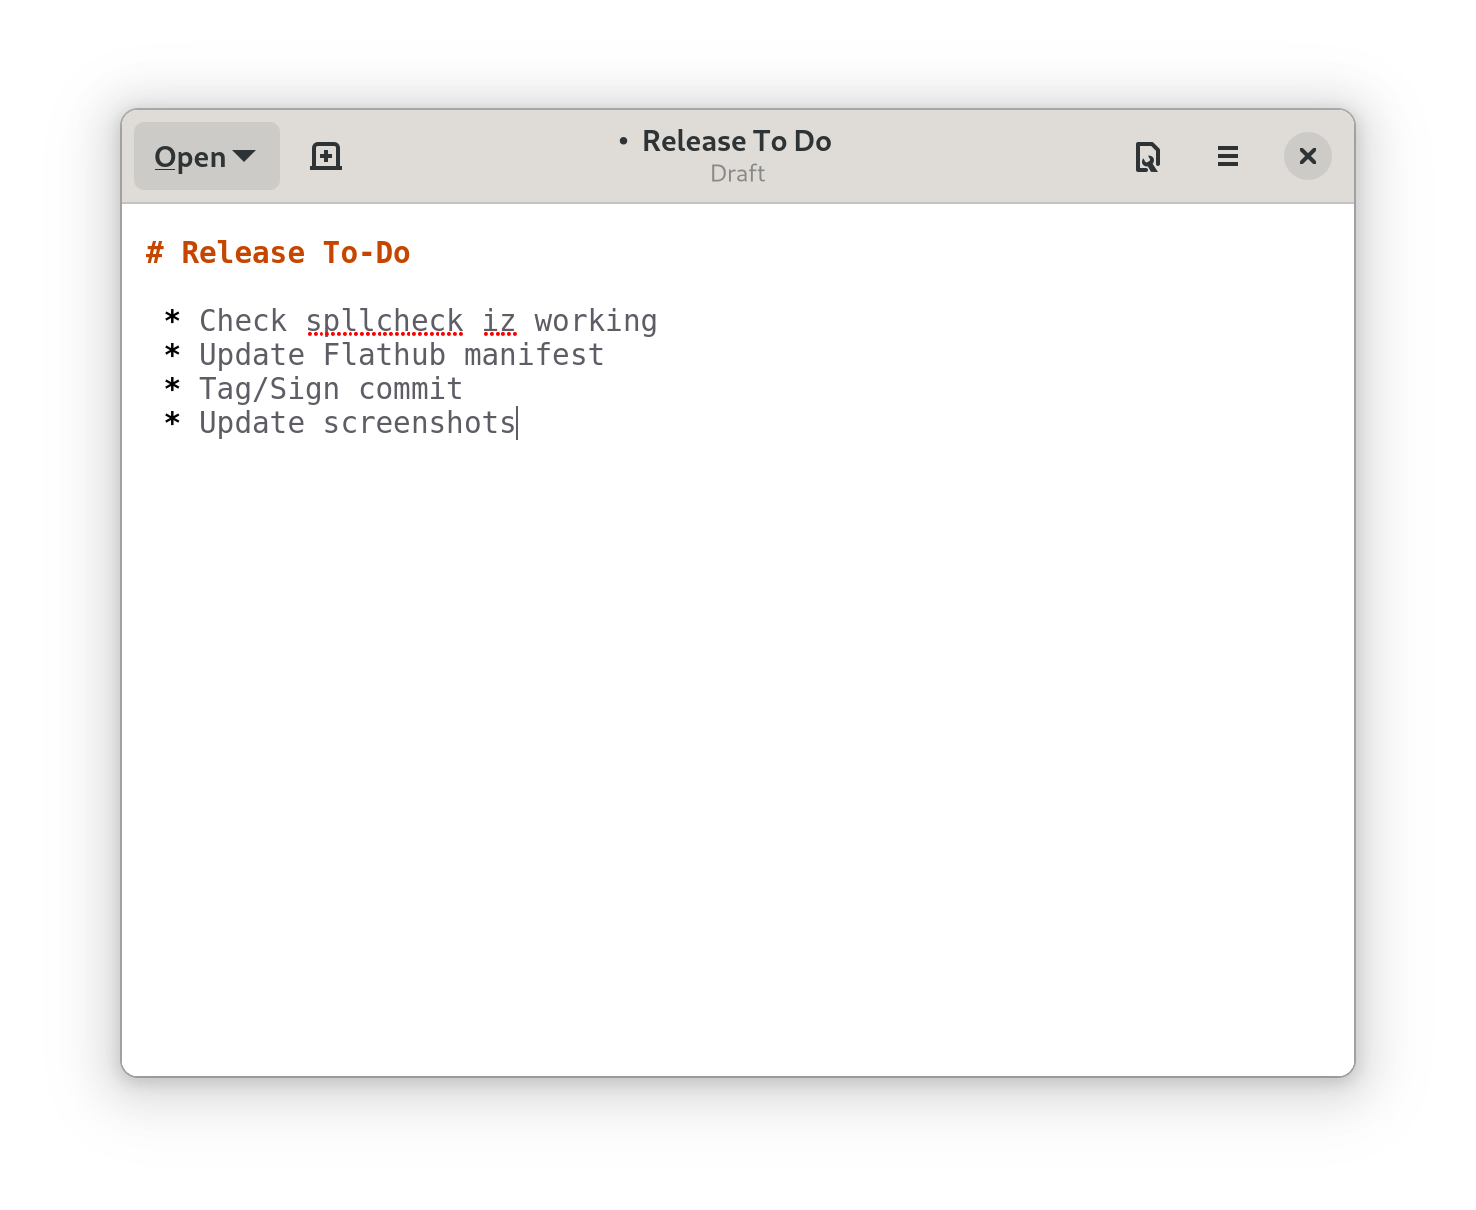 Open
• Release To Do
Draft
# Release To-Do
* Check spllcheck iz working
* Update Flathub manifest
* Tag/Sign commit
* Update screenshots